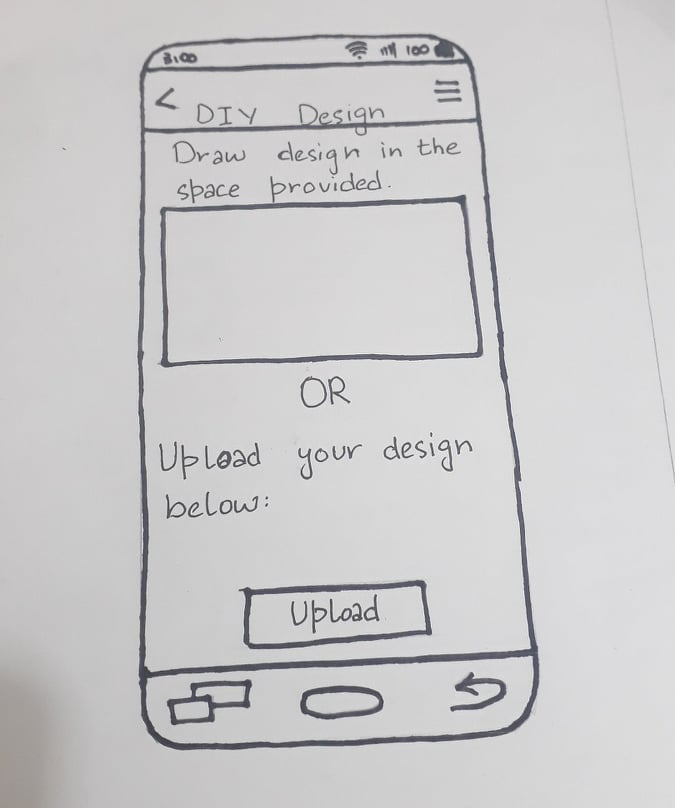 3:00 100
DIY Design
Draw design in the
space provided.
OR
Upload your design
below:
Upload